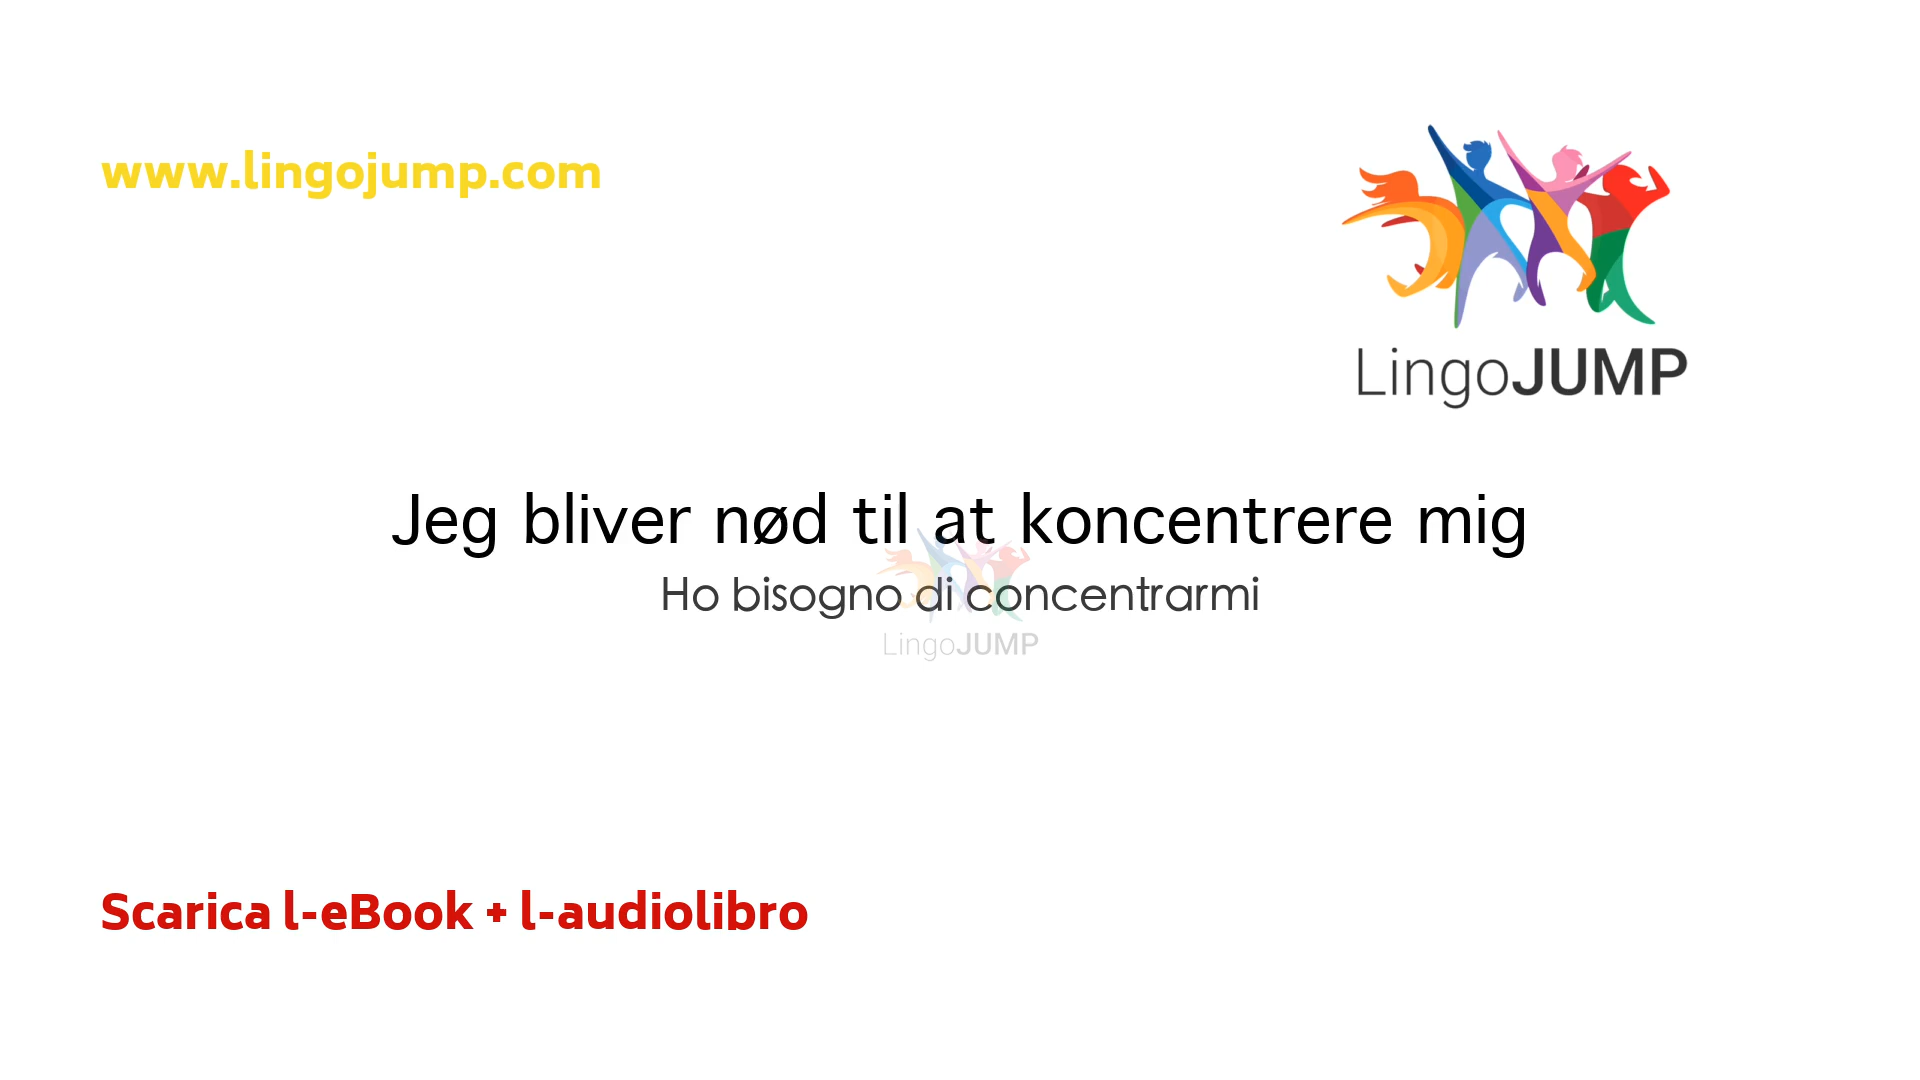 www.lingojump.com
LingoJUMP
Jeg bliver nød til at koncentrere mig
Ho bisogno di concentrarmi
LingoJUMP
Scarica l-eBook + l-audiolibro